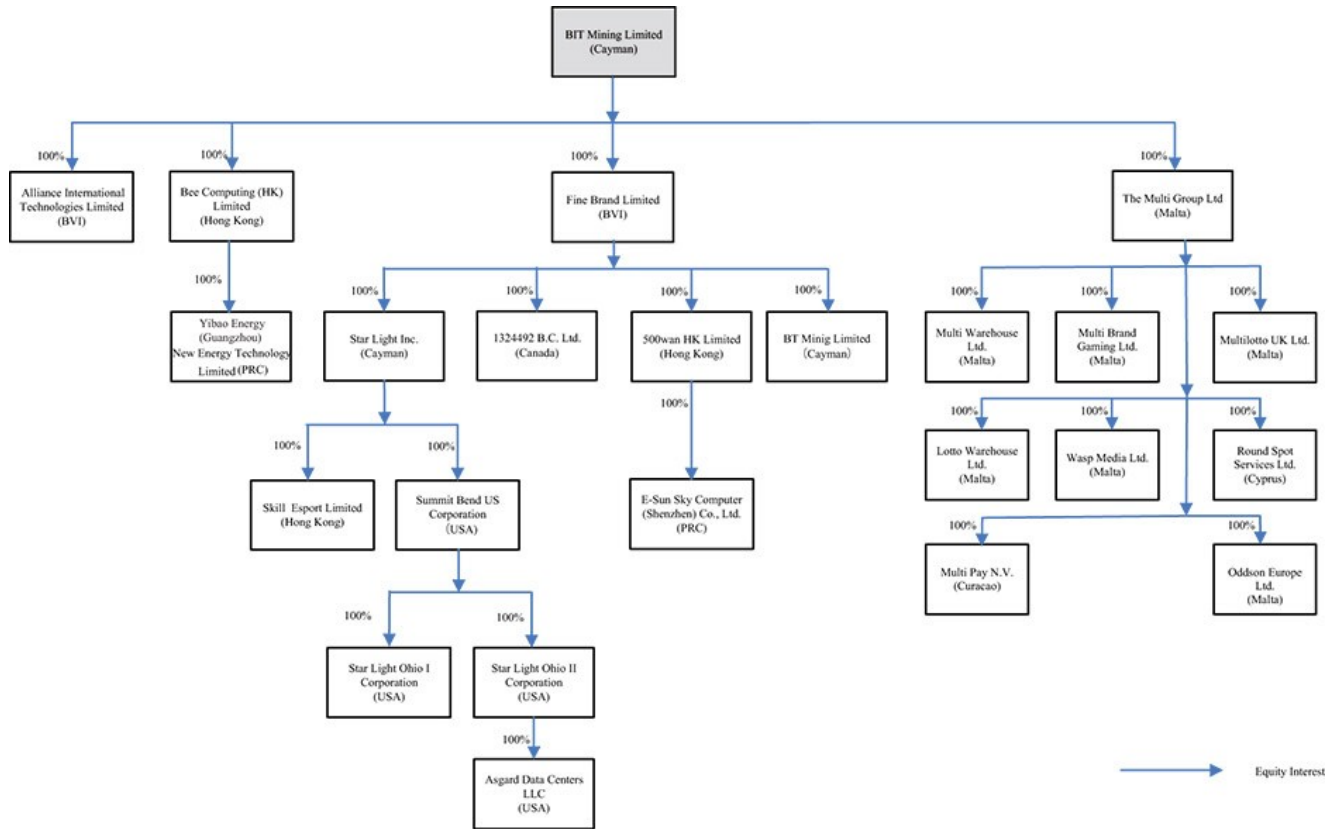 BIT Mining Limited
(Cayman)
100%
100%
100%
100%
Alliance International
Technologies Limited
(BVI)
Bee Computing (HK)
Limited
(Hong Kong)
Fine Brand Limited
(BVI)
The Multi Group Ltd
(Malta)
100%
100%
100%
100%
100%
100%
100%
100%
Yibao Energy
(Guangzhou)
New Energy Technology
Limited (PRC)
Star Light Inc.
(Cayman)
1324492 B.C. Ltd.
(Canada)
500wan HK Limited
(Hong Kong)
BT Minig Limited
(Cayman)
Multi Warehouse
Ltd.
(Malta)
Multi Brand
Gaming Ltd.
(Malta)
Multilotto UK Ltd.
(Malta)
100%
100%
100%
100%
100%
100%
Skill Esport Limited
(Hong Kong)
Summit Bend US
Corporation
(USA)
E-Sun Sky Computer
(Shenzhen) Co., Ltd.
(PRC)
Lotto Warehouse
Ltd.
(Malta)
Wasp Media Ltd.
(Malta)
Round Spot
Services Ltd.
(Cyprus)
100%
100%
100%
100%
Multi Pay N.V.
(Curacao)
Oddson Europe
Ltd.
(Malta)
Star Light Ohio I
Corporation
(USA)
Star Light Ohio II
Corporation
(USA)
100%
Asgard Data Centers
LLC
(USA)
Equity Interest